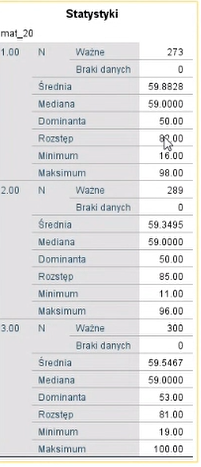 Statystyki
mat_20
1.00 N Ważne 273
Braki danych 0
Średnia 59.8828
Mediana 59.0000
Dominanta 50.00
Rozstęp
Minimum 16.00
Maksimum 98.00
2.00 N Ważne 289
Braki danych 0
Średnia 59.3495
Mediana 59.0000
Dominanta 50.00
Rozstęp 85.00
Minimum 11.00
Maksimum 96.00
3.00 N Ważne 300
Braki danych 0
Średnia 59.5467
Mediana 59.0000
Dominanta 53.00
Rozstęp 81.00
Minimum 19.00
Maksimum 100.00